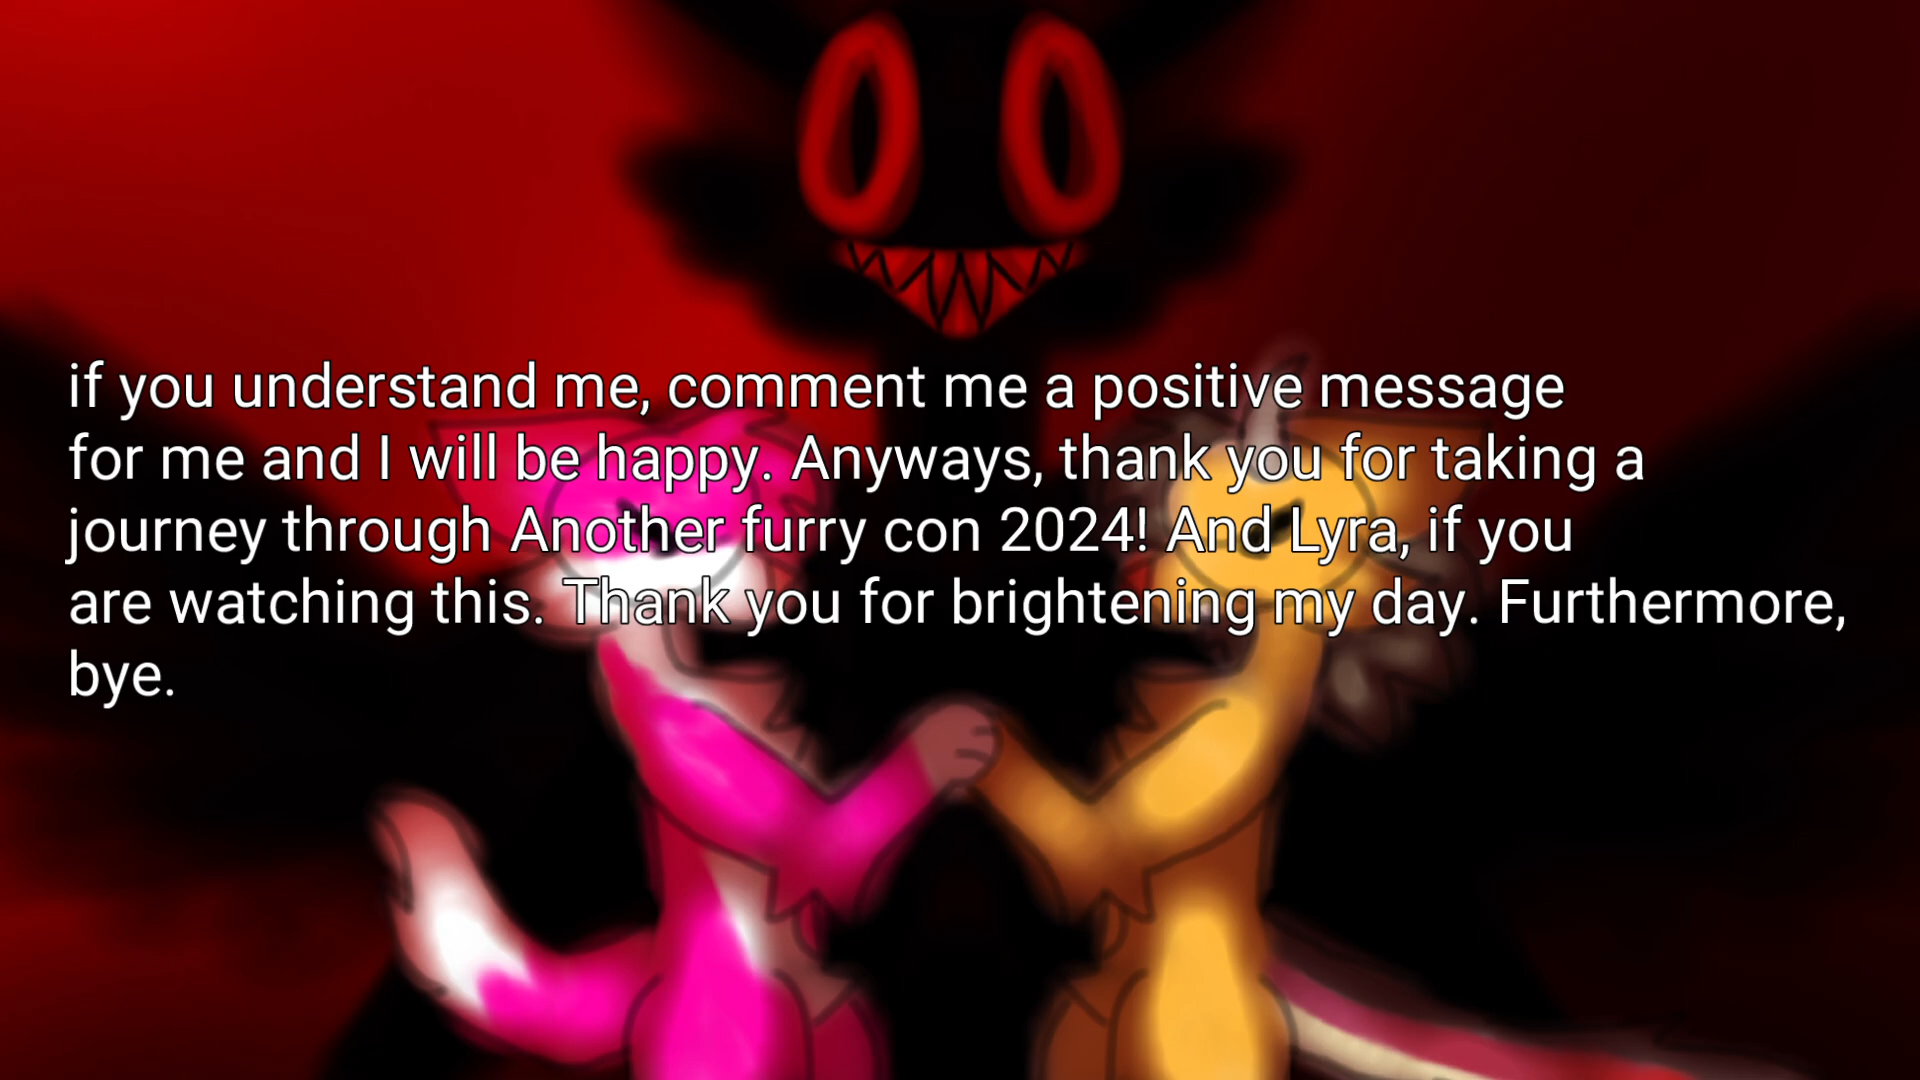 if you understand me, comment me a positive message
for me and I will be happy. Anyways, thank you for taking a
journey through Another furry con 2024! And Lyra, if you
are watching this. Thank you for brightening my day. Furthermore,
bye.